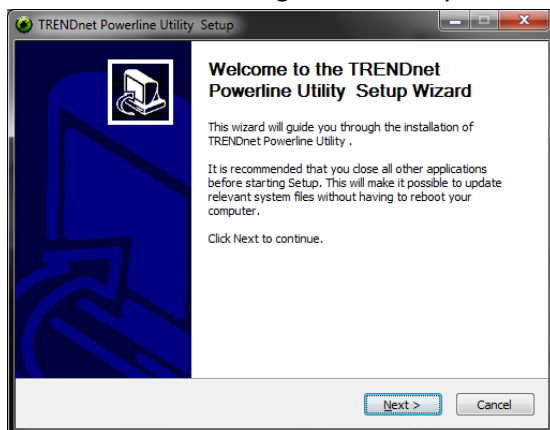 TRENDnet Powerline Utility Setup
Welcome to the TRENDnet
Powerline Utility Setup Wizard
This wizard will guide you through the installation of
TRENDnet Powerline Utility .
It is recommended that you close all other applications
before starting Setup. This will make it possible to update
relevant system files without having to reboot your
computer.
Click Next to continue.
Next >
Cancel